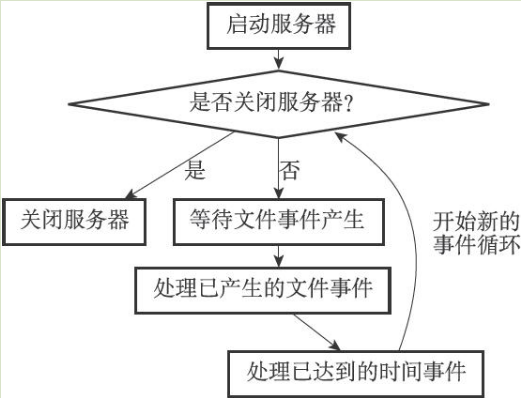 启动服务器
是否关闭服务器?
是
否
关闭服务器
等待文件事件产生
开始新的
事件循环
处理已产生的文件事件
处理已达到的时间事件